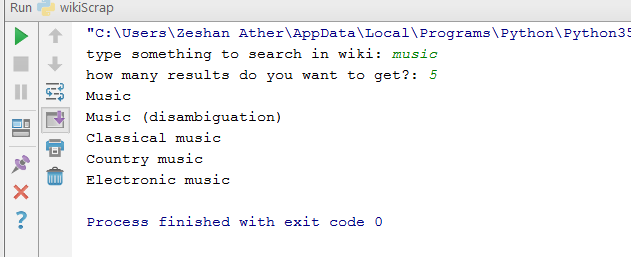 Run wikiScrap
"C:\Users\Zeshan Ather\AppData\Local\Programs\Python\Python35
type something to search in wiki: music
how many results do you want to get?: 5
Music
Music (disambiguation)
Classical music
Country music
Electronic music
Process finished with exit code 0